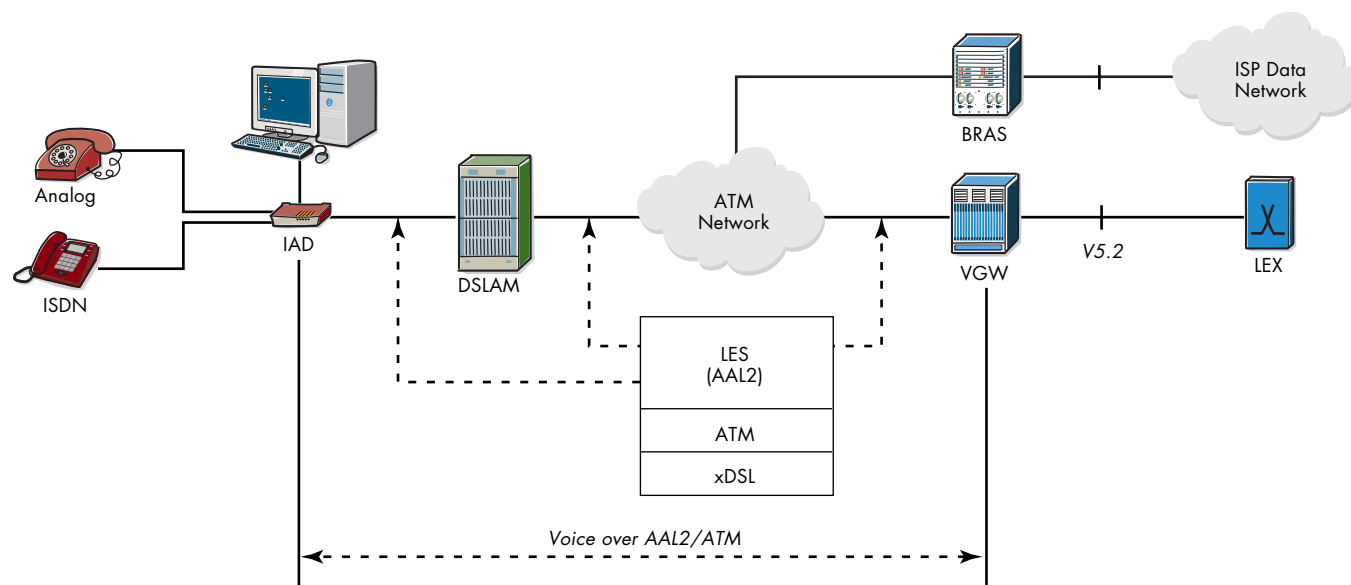 ISP Data
Network
BRAS
Analog
ATM
Network
IAD
V5.2
DSLAM
VGW
LEX
ISDN
LES
(AAL2)
ATM
xDSL
Voice over AAL2/ATM